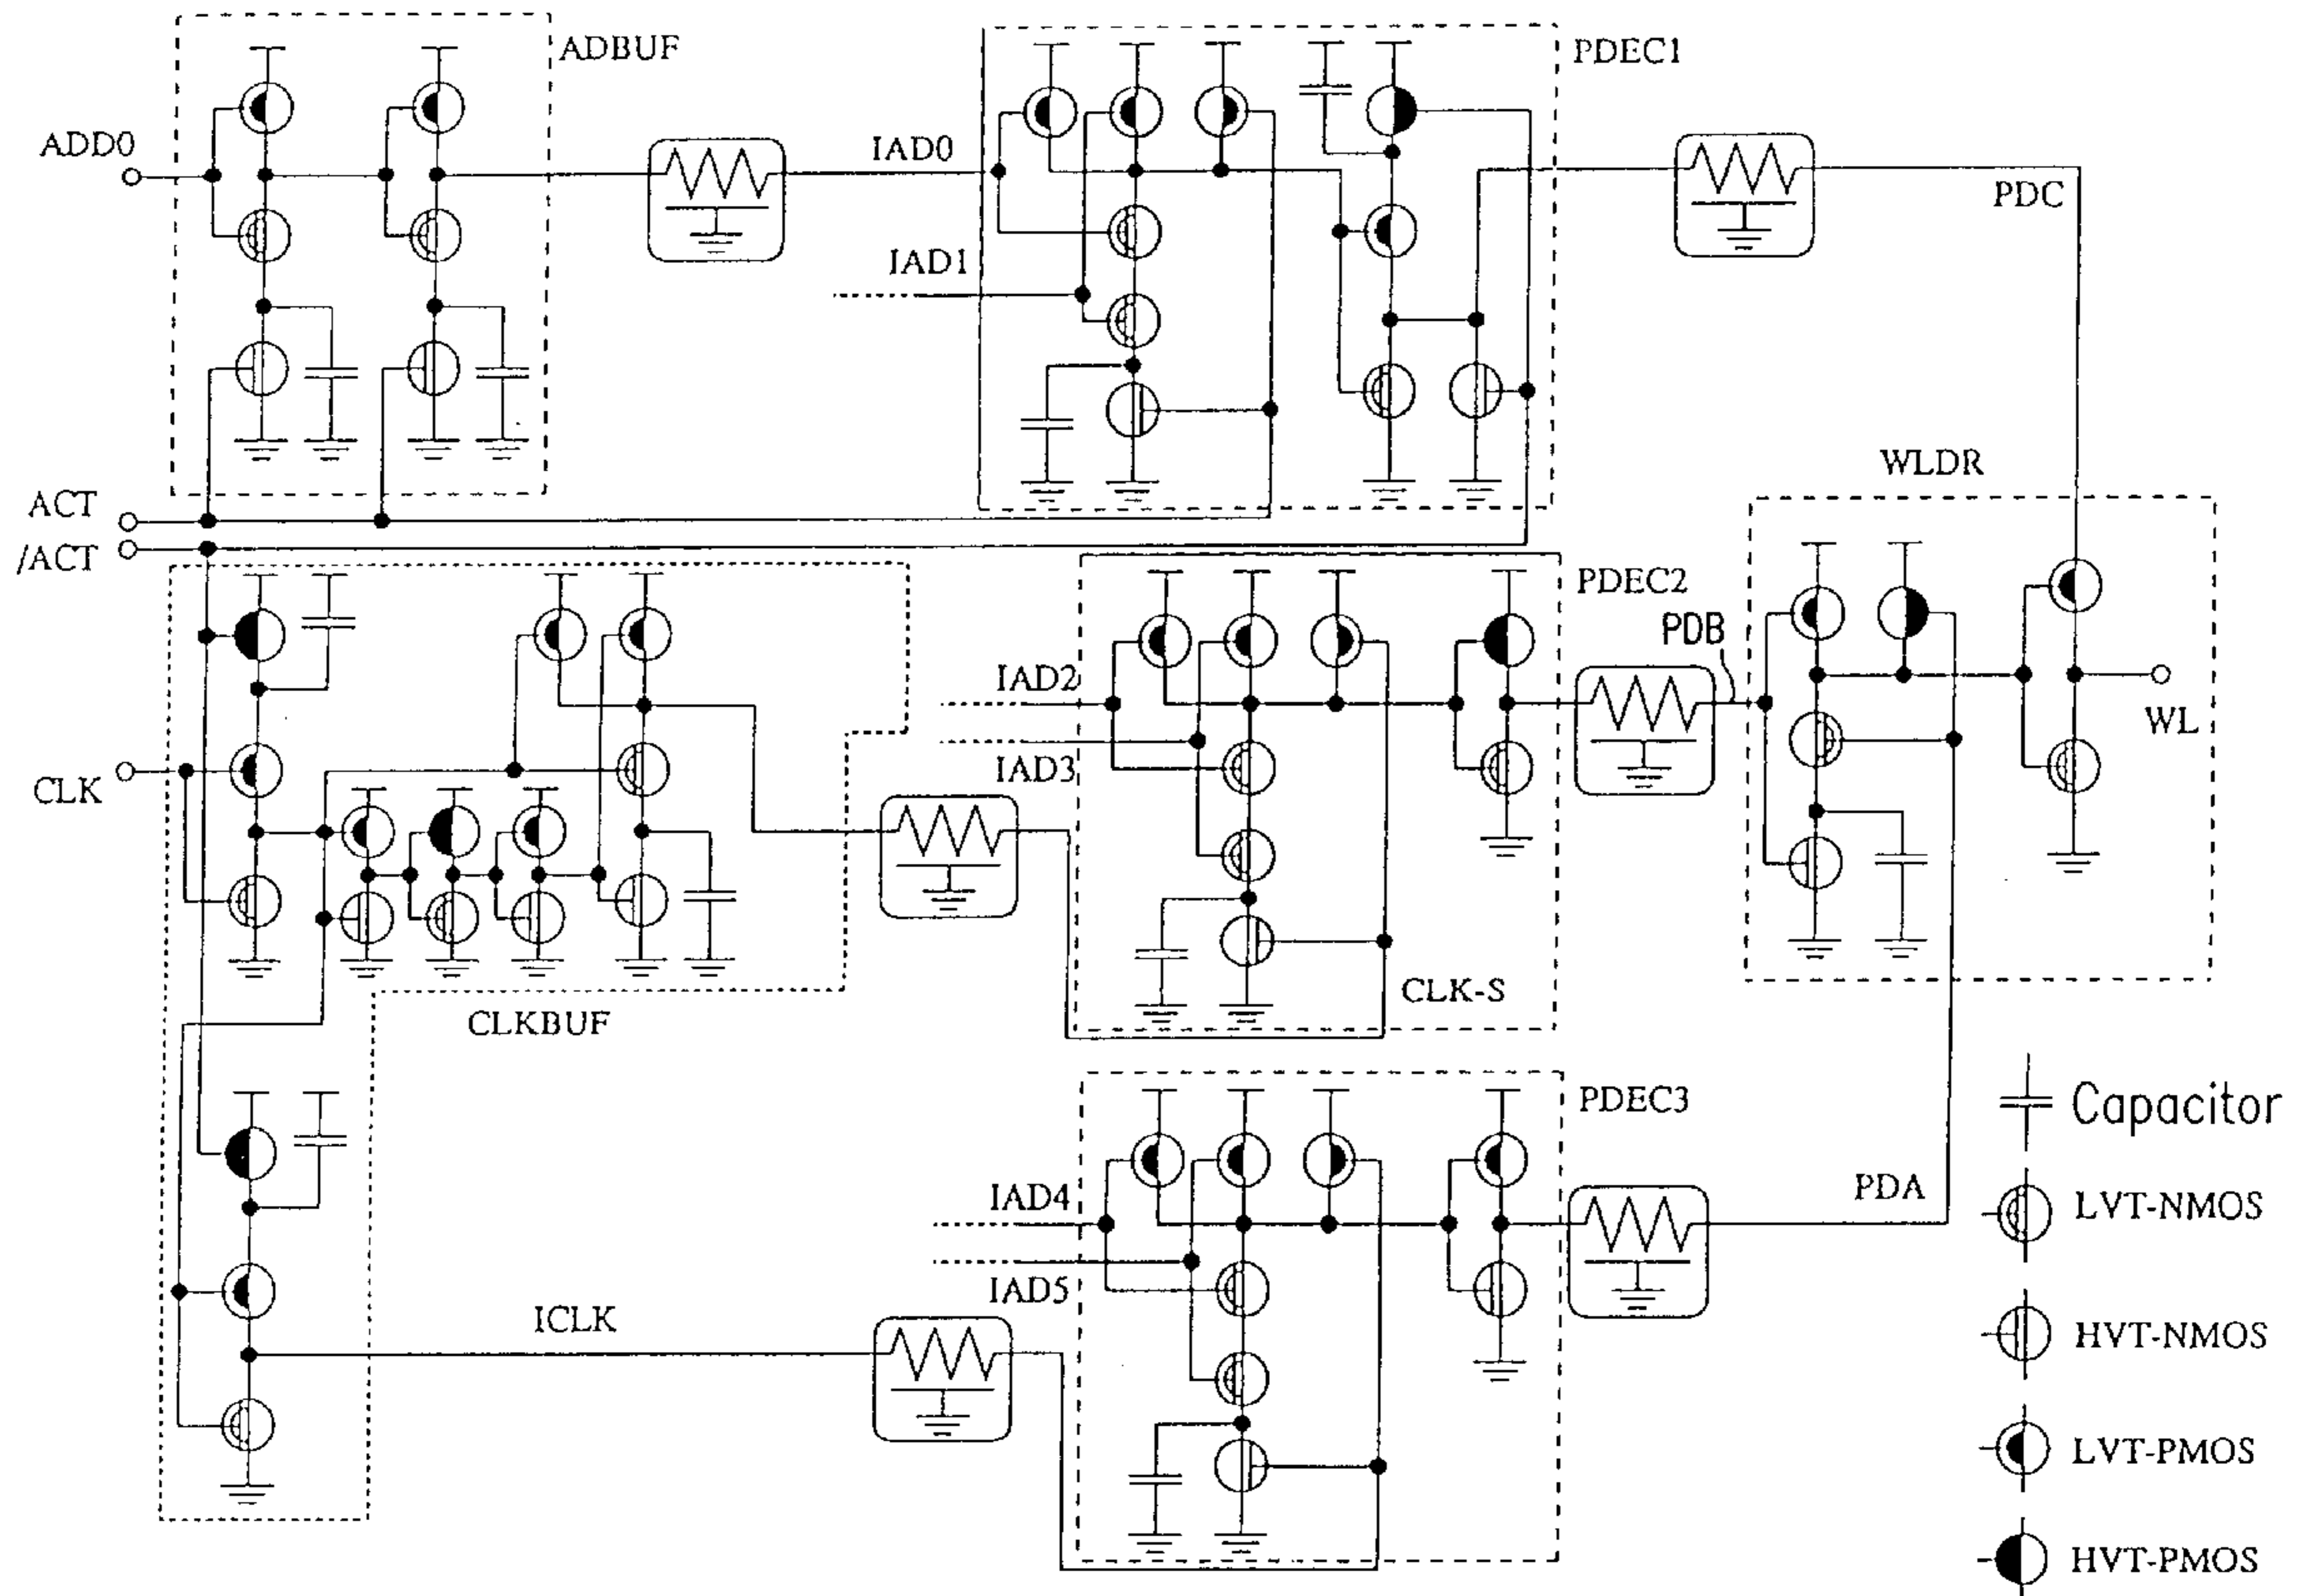 ADBUF
PDEC1
ADD0
IAD0
PDC
IAD1
WLDR
ACT
/ACT
PDEC2
PDB
IAD2
WL
IAD3
CLK
CLK-S
CLKBUF
PDEC3
Capacitor
IAD4
PDA
LVT-NMOS
IAD5
ICLK
HVT-NMOS
LVT-PMOS
HVT-PMOS